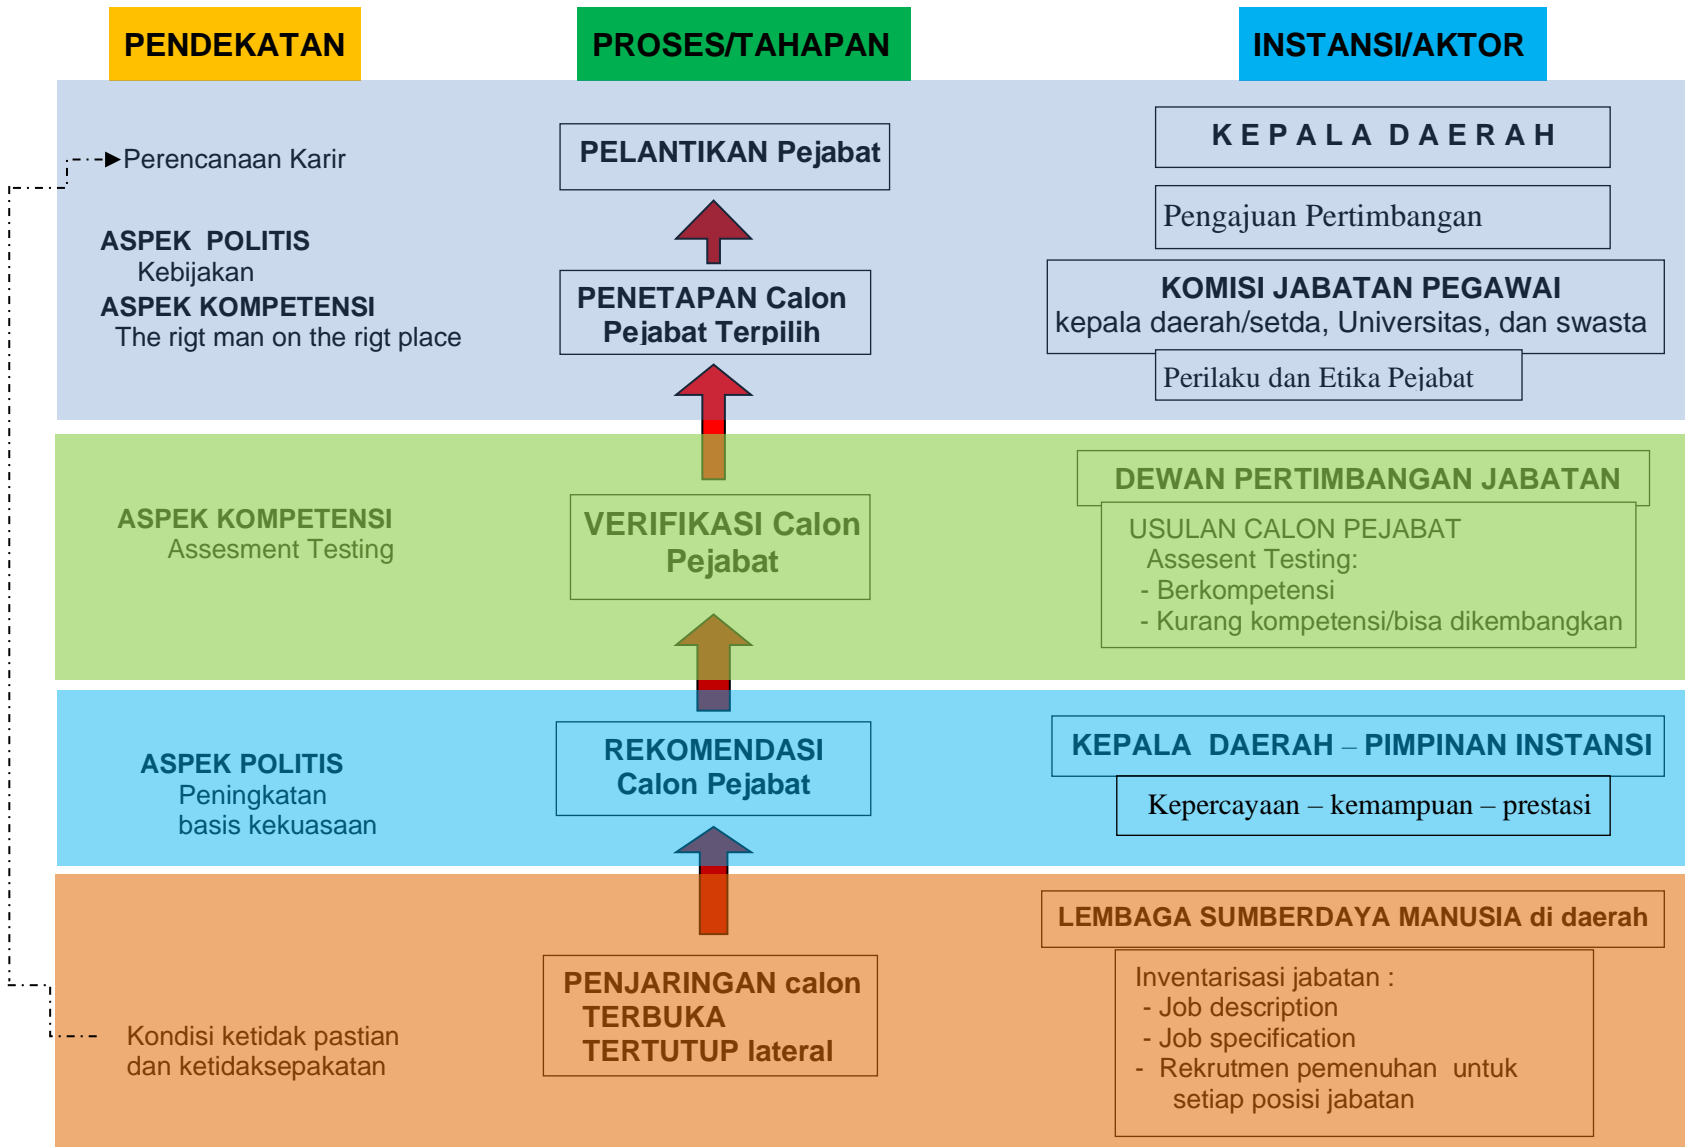 PENDEKATAN
PROSES/TAHAPAN
INSTANSI/AKTOR
Perencanaan Karir
PELANTIKAN Pejabat
K E P A L A  D A E R A H
Pengajuan Pertimbangan
ASPEK  POLITIS
Kebijakan
ASPEK KOMPETENSI
The rigt man on the rigt place
PENETAPAN Calon
Pejabat Terpilih
KOMISI JABATAN PEGAWAI
kepala daerah/setda, Universitas, dan swasta
Perilaku dan Etika Pejabat
ASPEK KOMPETENSI
Assesment Testing
VERIFIKASI Calon
Pejabat
DEWAN PERTIMBANGAN JABATAN
USULAN CALON PEJABAT
Assesent Testing:
- Berkompetensi
- Kurang kompetensi/bisa dikembangkan
ASPEK POLITIS
Peningkatan
basis kekuasaan
REKOMENDASI
Calon Pejabat
KEPALA  DAERAH – PIMPINAN INSTANSI
Kepercayaan – kemampuan – prestasi
Kondisi ketidak pastian
dan ketidaksepakatan
PENJARINGAN calon
TERBUKA
TERTUTUP lateral
LEMBAGA SUMBERDAYA MANUSIA di daerah
Inventarisasi jabatan :
- Job description
- Job specification
-  Rekrutmen pemenuhan  untuk
setiap posisi jabatan